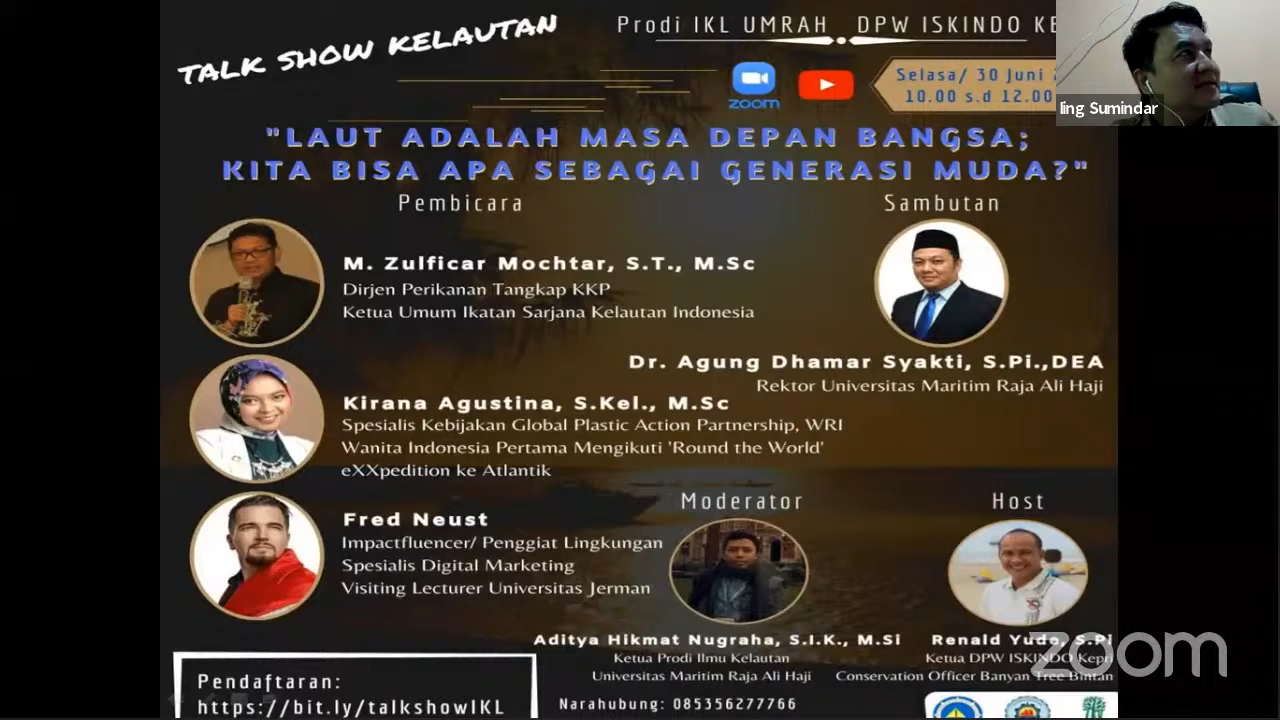 TALK SHOW KELAUTAN
Prodi IKL UMRAH DPW ISKINDO
zoom
Selasa/ 30 Juni
10.00 s.d 12.00
Iing Sumindar
"LAUT ADALAH MASA DEPAN BANGSA;
KITA BISA APA SEBAGAI GENERASI MUDA?"
Pembicara
Sambutan
M. Zulficar Mochtar, S.T., M.Sc
Dirjen Perikanan Tangkap KKP
Ketua Umum Ikatan Sarjana Kelautan Indonesia
Dr. Agung Dhamar Syakti, S.Pi.,DEA
Rektor Universitas Maritim Raja Ali Haji
Kirana Agustina, S.Kel., M.Sc
Spesialis Kebijakan Global Plastic Action Partnership, WRI
Wanita Indonesia Pertama Mengikuti 'Round the World'
eXXpedition ke Atlantik
Moderator
Host
Fred Neust
Impactfluencer/ Penggiat Lingkungan
Spesialis Digital Marketing
Visiting Lecturer Universitas Jerman
Aditya Hikmat Nugraha, S.I.K., M.Si
Ketua Prodi Ilmu Kelautan
Universitas Maritim Raja Ali Haji
Renald Yude, S.Pi
Ketua DPW ISKINDO Kepri
Conservation Officer Banyan Tree Bintan
zoom
Pendaftaran:
https://bit.ly/talkshowIKL
Narahubung: 085356277766